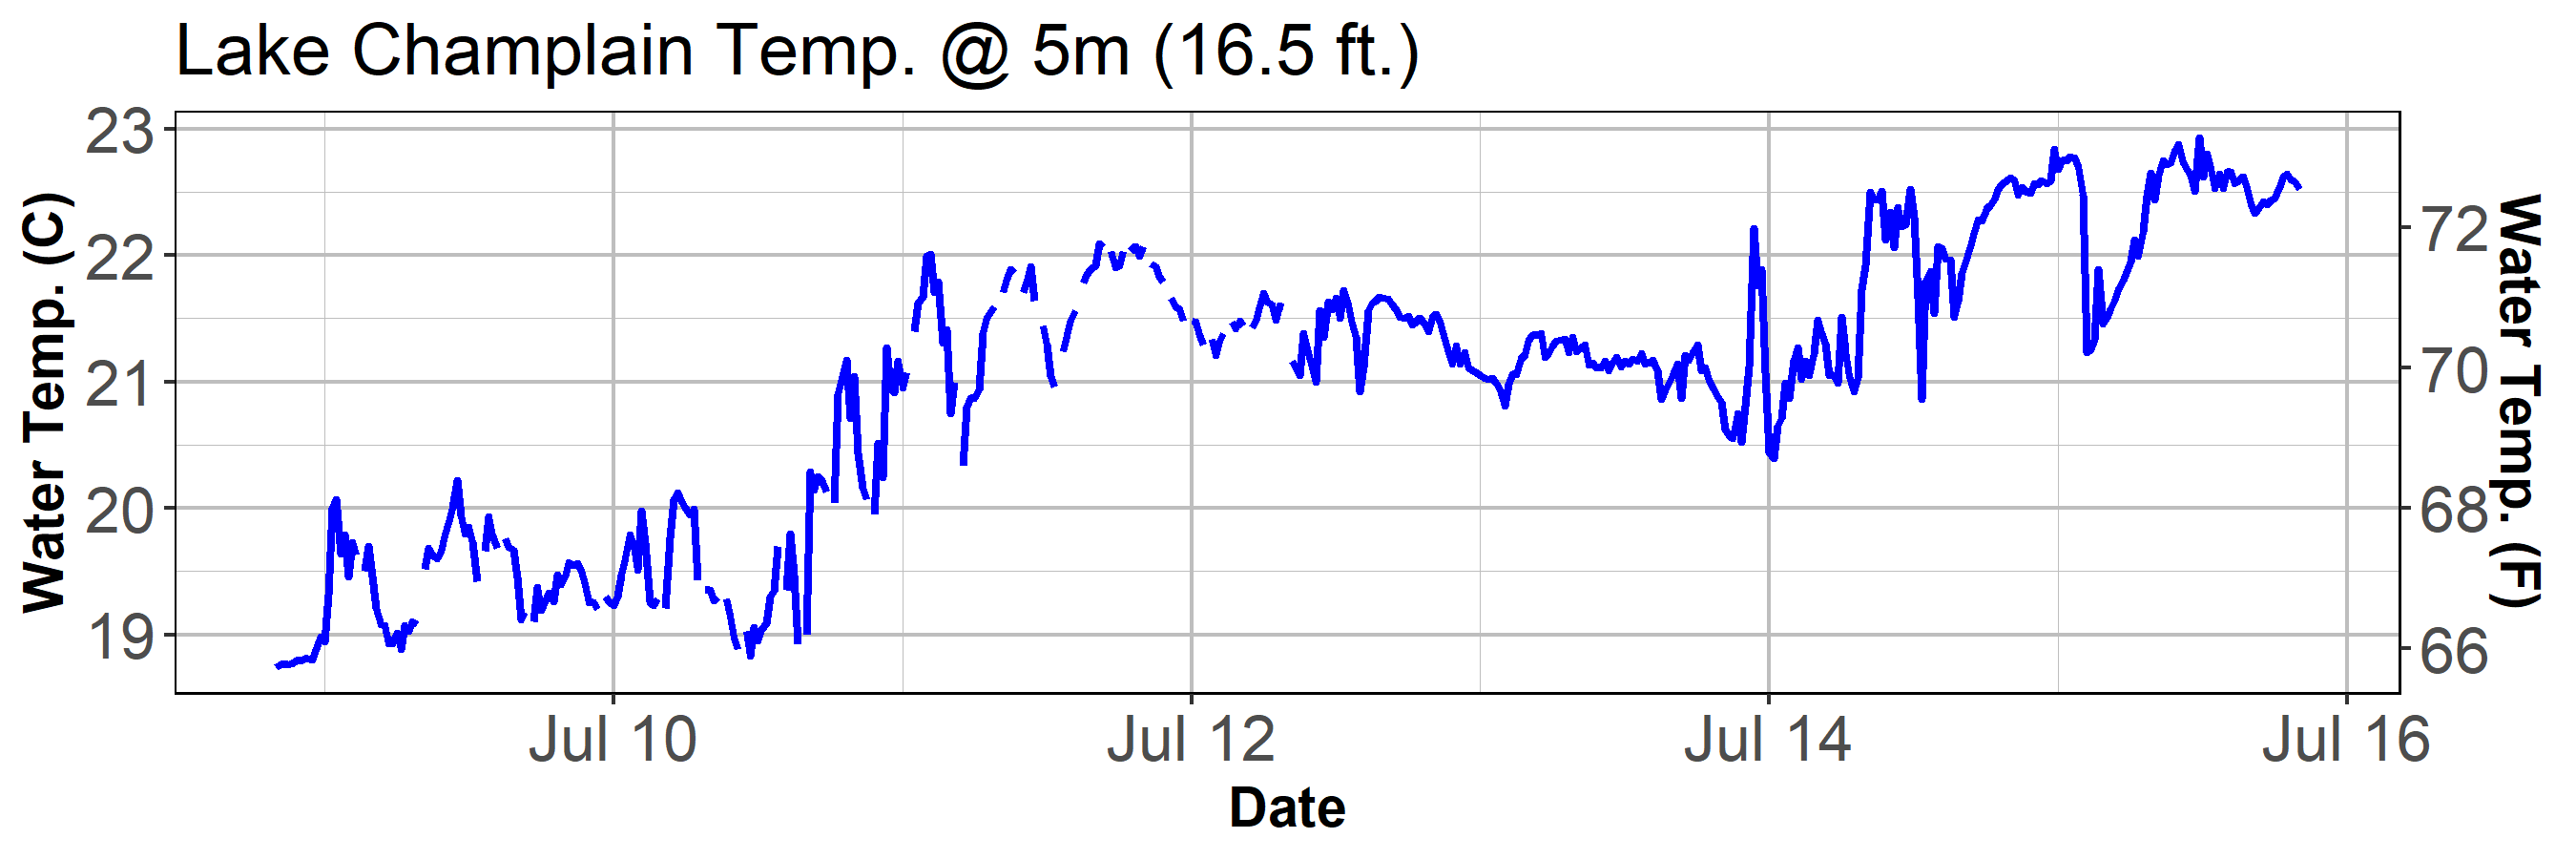 Lake Champlain Temp. @ 5m (16.5 ft.)
Water Temp. (C)
23
22
21
20
19
72
70
68
66
Water Temp. (F)
Jul 10 Jul 12 Jul 14 Jul 16
Date